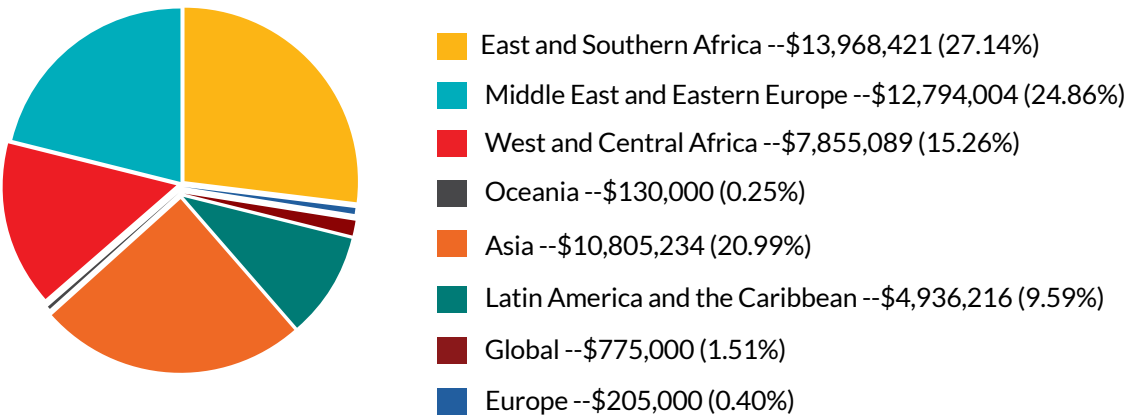 East and Southern Africa --$13,968,421 (27.14%)
Middle East and Eastern Europe --$12,794,004 (24.86%)
West and Central Africa --$7,855,089 (15.26%)
Oceania --$130,000 (0.25%)
Asia --$10,805,234 (20.99%)
Latin America and the Caribbean --$4,936,216 (9.59%)
Global --$775,000 (1.51%)
Europe --$205,000 (0.40%)